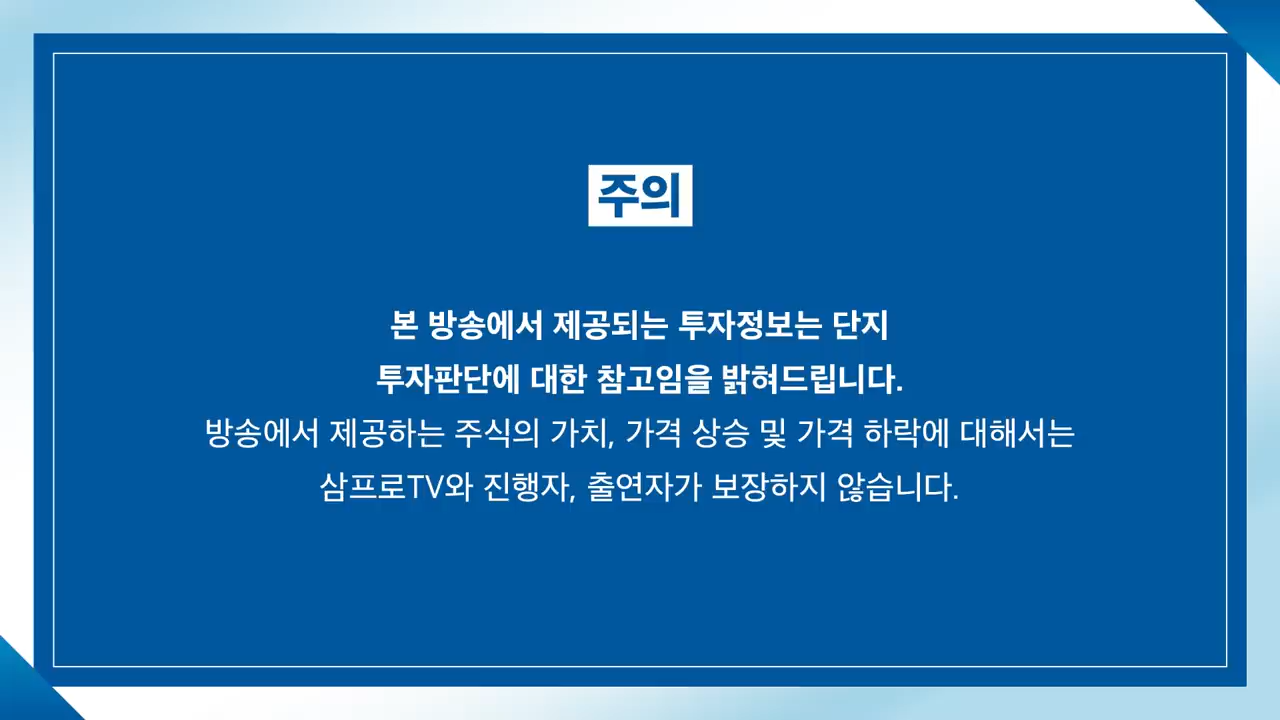 주의
본 방송에서 제공되는 투자정보는 단지
투자판단에 대한 참고임을 밝혀드립니다.
방송에서 제공하는 주식의 가치, 가격 상승 및 가격 하락에 대해서는
삼프로TV와 진행자, 출연자가 보장하지 않습니다.